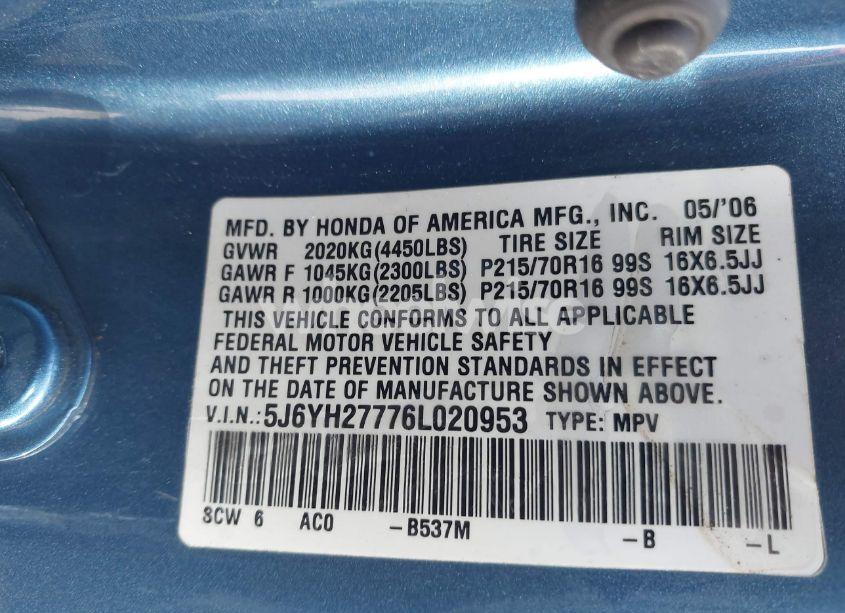 MFD. BY HONDA OF AMERICA MFG., INC. 05/'06
GVWR 2020KG(4450LBS) TIRE SIZE RIM SIZE
GAWR F 1045KG(2300LBS) P215/70R16 99S 16X6.5JJ
GAWR R 1000KG(2205LBS) P215/70R16 99S 16X6.5JJ
THIS VEHICLE CONFORMS TO ALL APPLICABLE
FEDERAL MOTOR VEHICLE SAFETY
AND THEFT PREVENTION STANDARDS IN EFFECT
ON THE DATE OF MANUFACTURE SHOWN ABOVE.
V.I.N.: 5J6YH27776L020953 TYPE: MPV
SCW 6 AC0 -B537M -B -L